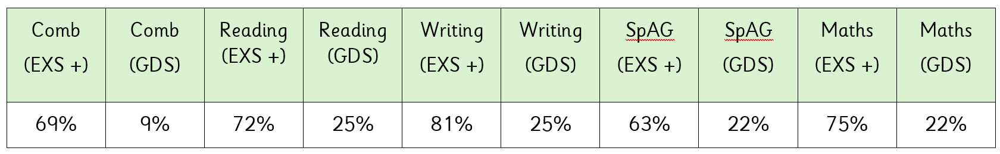 Comb
(EXS +)
Comb
(GDS)
Reading
(EXS +)
Reading
(GDS)
Writing
(EXS +)
Writing
(GDS)
SpAG
(EXS +)
SpAG
(GDS)
Maths
(EXS +)
Maths
(GDS)
69%
9%
72%
25%
81%
25%
63%
22%
75%
22%